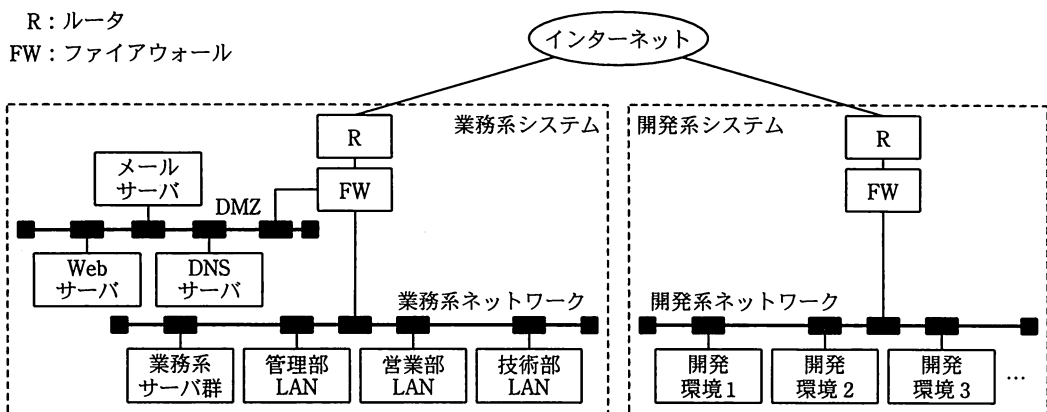 R：ルータ
FW：ファイアウォール
インターネット
業務系システム
開発系システム
R
R
メール
サーバ
FW
FW
DMZ
Web
サーバ
DNS
サーバ
業務系ネットワーク
開発系ネットワーク
業務系
サーバ群
管理部
LAN
営業部
LAN
技術部
LAN
開発
環境1
開発
環境2
開発
環境3
…